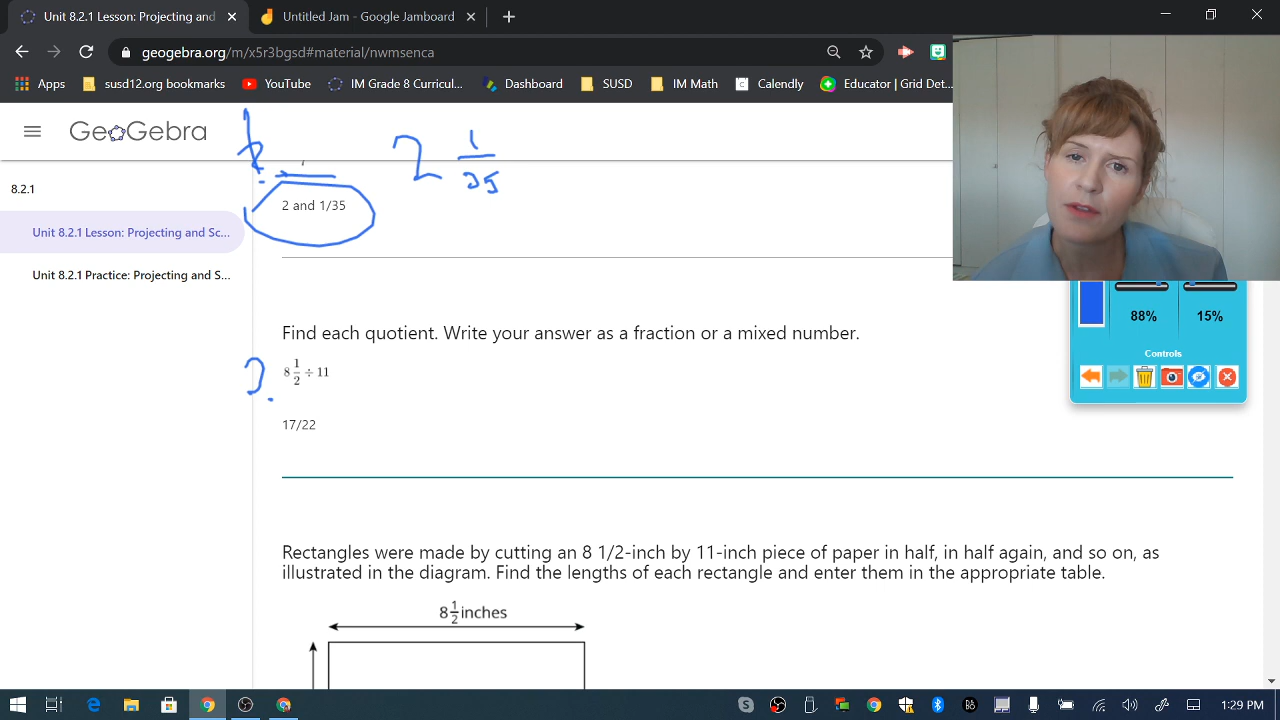 Unit 8.2.1 Lesson: Projecting and
Untitled Jam - Google Jamboard
geogebra.org/m/x5r3bgsd#material/nwmsenca
Apps
susd12.org bookmarks
YouTube
IM Grade 8 Curricul...
Dashboard
SUSD
IM Math
Calendly
Educator | Grid Det
GeoGebra
2 1/35
8.2.1
2 and 1/35
Unit 8.2.1 Lesson: Projecting and Sc...
Unit 8.2.1 Practice: Projecting and S...
88%
15%
Controls
Find each quotient. Write your answer as a fraction or a mixed number.
8 1/2 ÷ 11
17/22
Rectangles were made by cutting an 8 1/2-inch by 11-inch piece of paper in half, in half again, and so on, as
illustrated in the diagram. Find the lengths of each rectangle and enter them in the appropriate table.
8 1/2 inches
1:29 PM